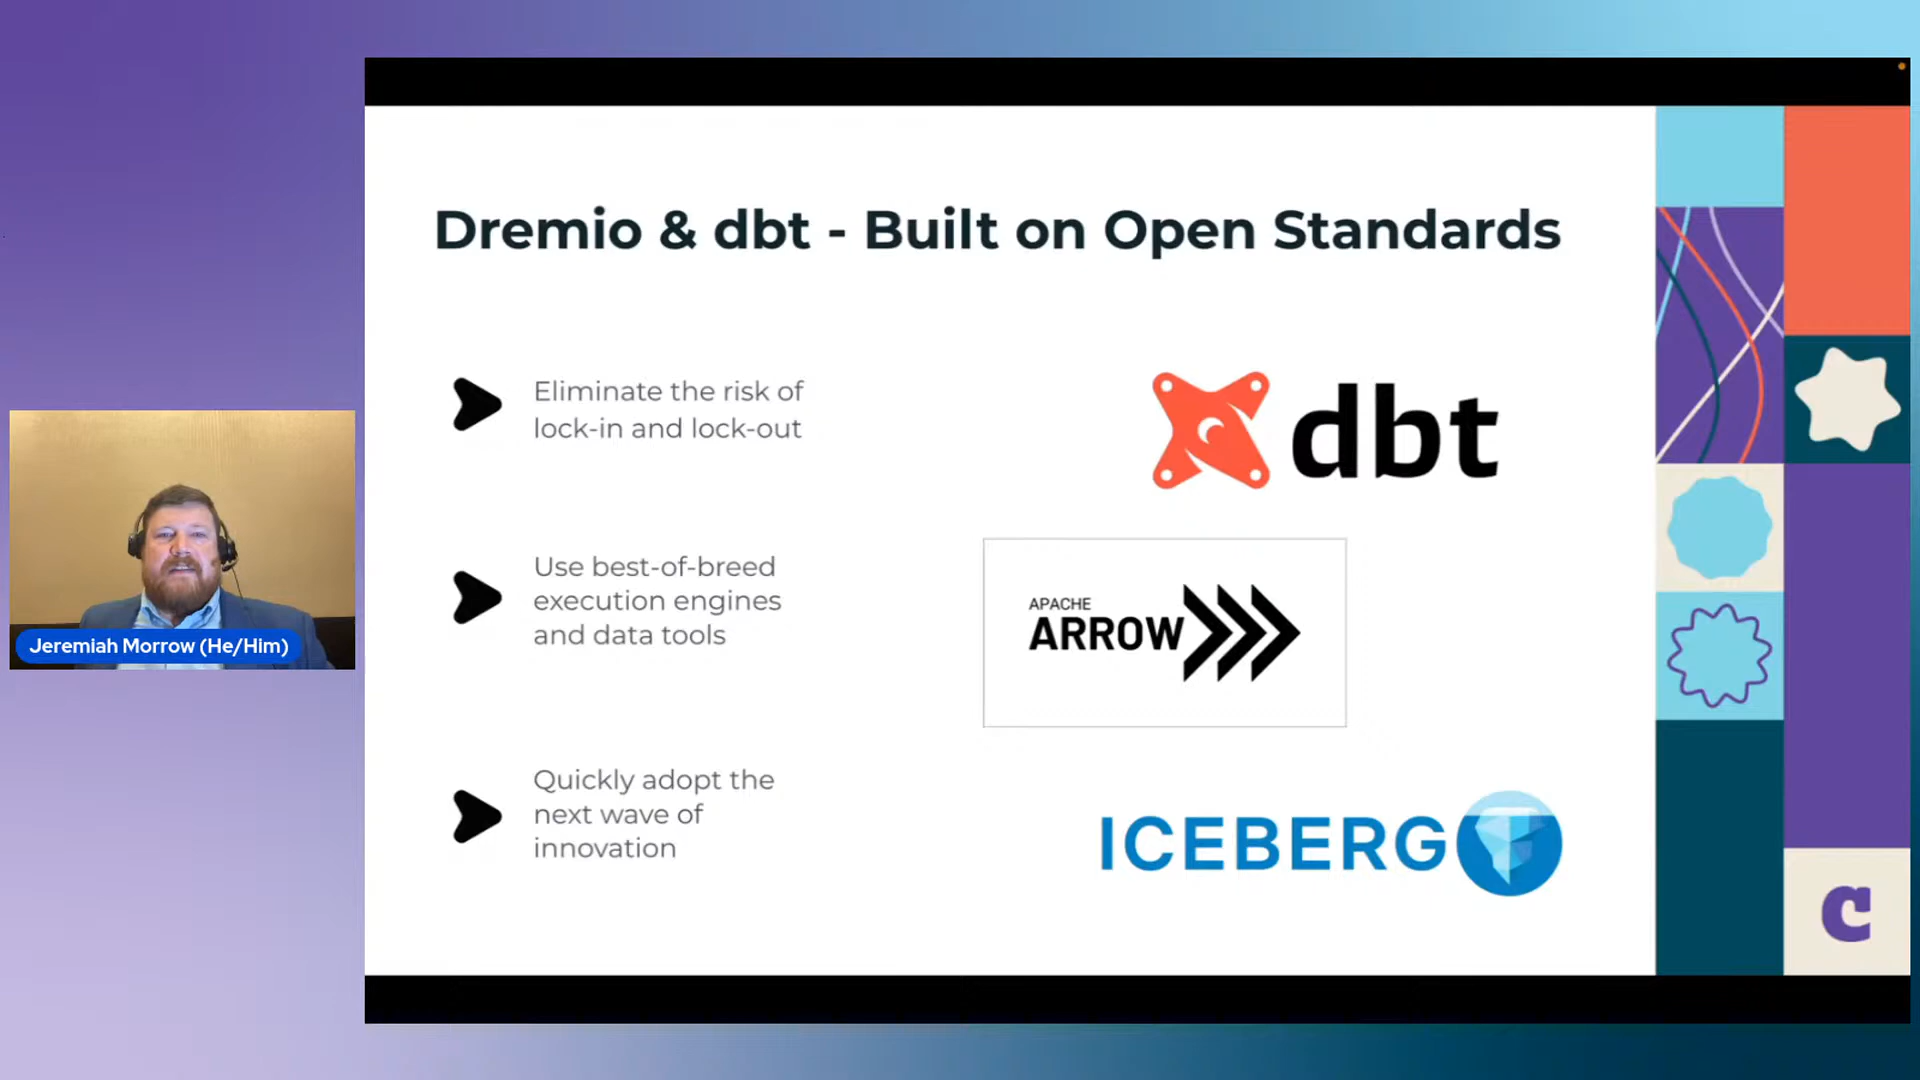 Dremio & dbt - Built on Open Standards
Eliminate the risk of
lock-in and lock-out
dbt
Use best-of-breed
execution engines
and data tools
APACHE
ARROW
Quickly adopt the
next wave of
innovation
ICEBERG
c
Jeremiah Morrow (He/Him)